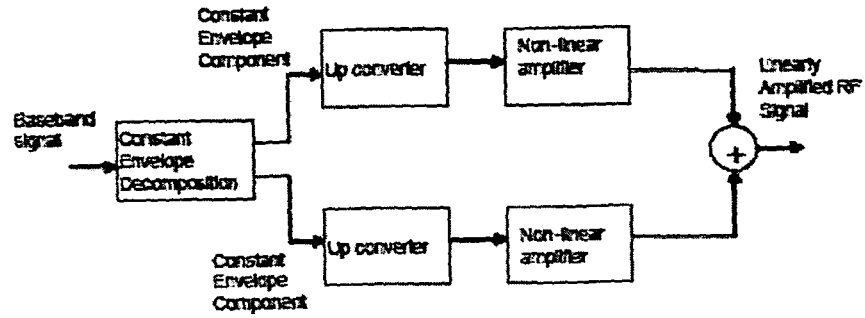 Constant
Envelope
Component
Up converter
Non-linear
amplifier
Linearly
Amplified RF
Signal
Baseband
signal
Constant
Envelope
Decomposition
+
Up converter
Non-linear
amplifier
Constant
Envelope
Component